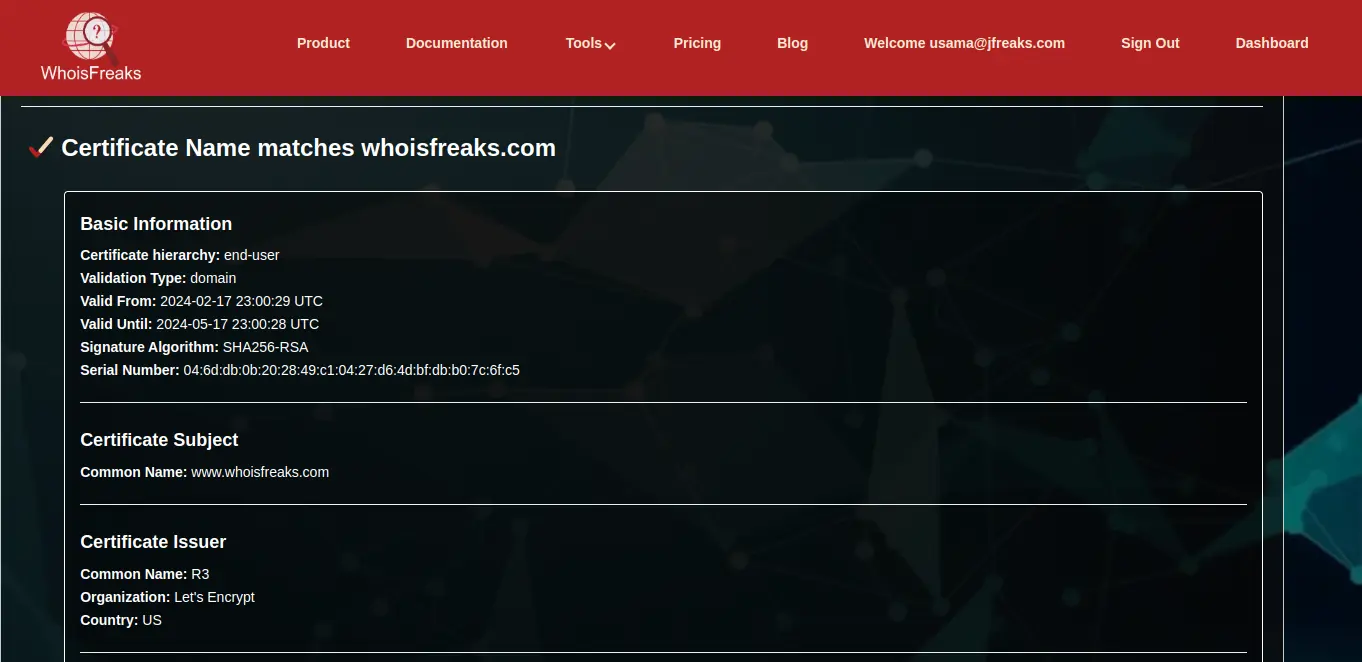 WhoisFreaks
Product Documentation Tools Pricing Blog Welcome usama@jfreaks.com Sign Out Dashboard
Certificate Name matches whoisfreaks.com
Basic Information
Certificate hierarchy: end-user
Validation Type: domain
Valid From: 2024-02-17 23:00:29 UTC
Valid Until: 2024-05-17 23:00:28 UTC
Signature Algorithm: SHA256-RSA
Serial Number: 04:6d:db:0b:20:28:49:c1:04:27:d6:4d:bf:db:b0:7c:6f:c5
Certificate Subject
Common Name: www.whoisfreaks.com
Certificate Issuer
Common Name: R3
Organization: Let's Encrypt
Country: US